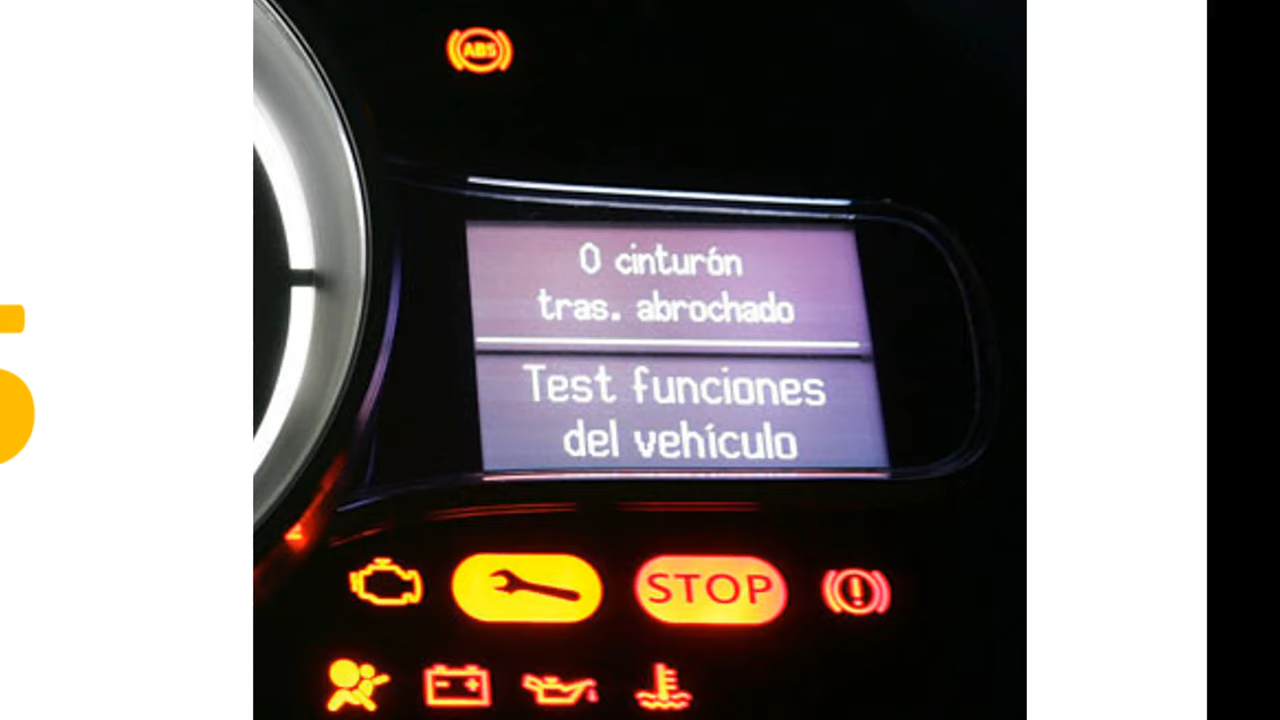 ABS
0 cinturón
tras. abrochado
Test funciones
del vehículo
STOP